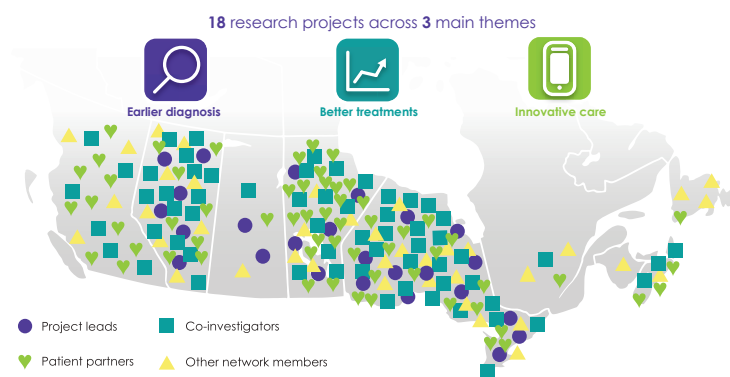 18 research projects across 3 main themes
Earlier diagnosis
Better treatments
Innovative care
Project leads
Co-investigators
Patient partners
Other network members